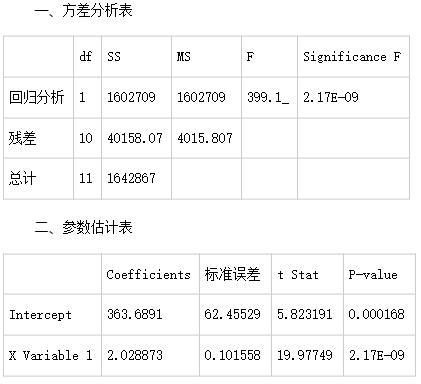 一、方差分析表
df SS MS F Significance F
回归分析 1 1602709 1602709 399.1_ 2.17E-09
残差 10 40158.07 4015.807
总计 11 1642867
二、参数估计表
Coefficients 标准误差 t Stat P-value
Intercept 363.6891 62.45529 5.823191 0.000168
X Variable 1 2.028873 0.101558 19.97749 2.17E-09